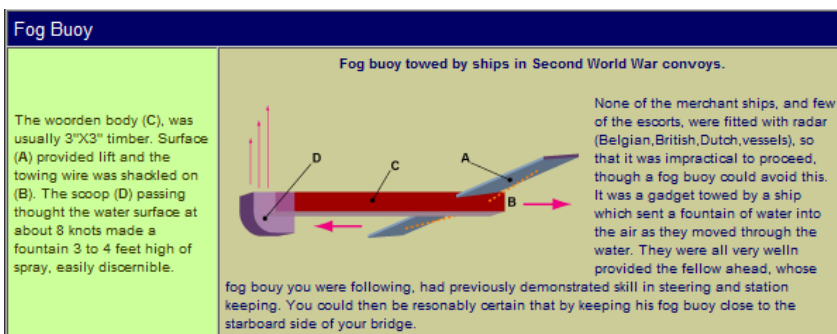 Fog Buoy
The woorden body (C), was
usually 3"X3" timber. Surface
(A) provided lift and the
towing wire was shackled on
(B). The scoop (D) passing
thought the water surface at
about 8 knots made a
fountain 3 to 4 feet high of
spray, easily discernible.
Fog buoy towed by ships in Second World War convoys.
D
C
A
B
None of the merchant ships, and few
of the escorts, were fitted with radar
(Belgian,British,Dutch,vessels), so
that it was impractical to proceed,
though a fog buoy could avoid this.
It was a gadget towed by a ship
which sent a fountain of water into
the air as they moved through the
water. They were all very welln
provided the fellow ahead, whose
fog bouy you were following, had previously demonstrated skill in steering and station
keeping. You could then be resonably certain that by keeping his fog buoy close to the
starboard side of your bridge.